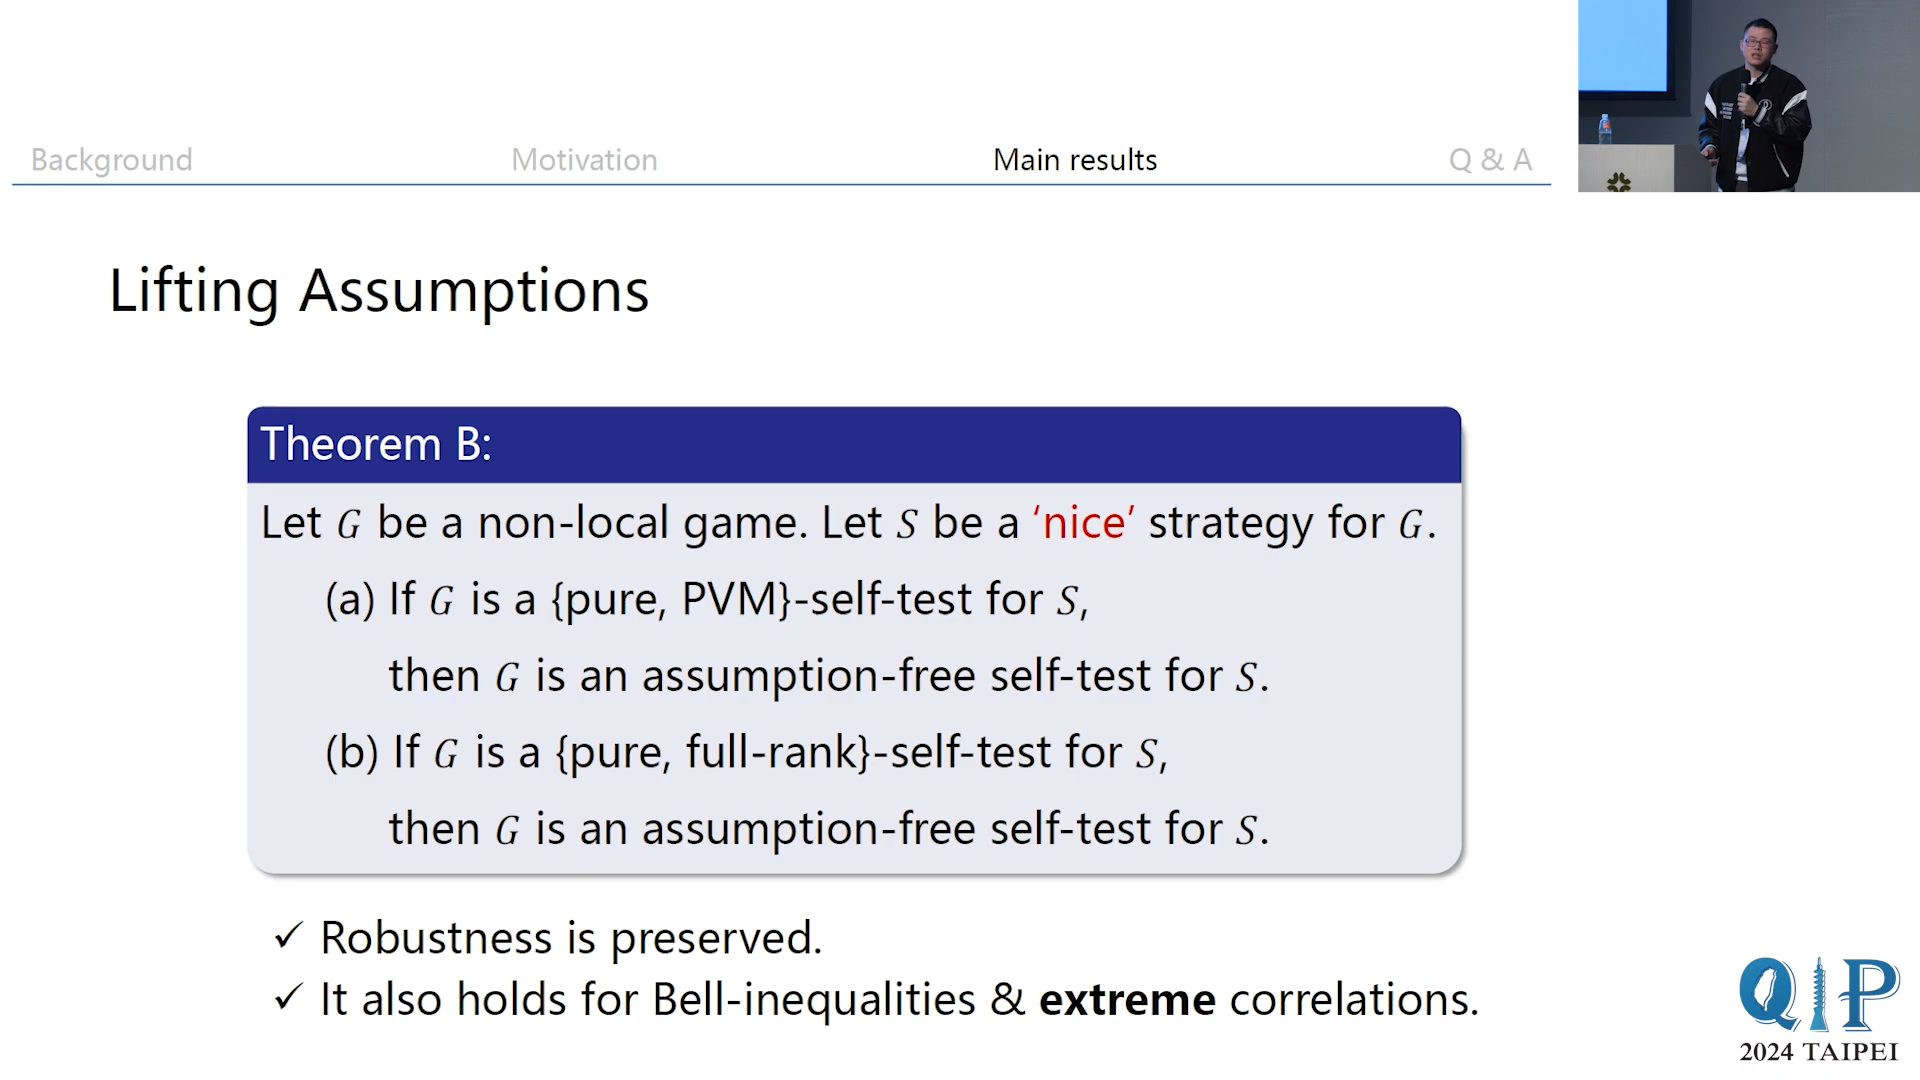 Background Motivation Main results Q & A
Lifting Assumptions
Theorem B:
Let G be a non-local game. Let S be a ‘nice’ strategy for G.
(a) If G is a {pure, PVM}-self-test for S,
then G is an assumption-free self-test for S.
(b) If G is a {pure, full-rank}-self-test for S,
then G is an assumption-free self-test for S.
✓ Robustness is preserved.
✓ It also holds for Bell-inequalities & extreme correlations.
QIP
2024 TAIPEI